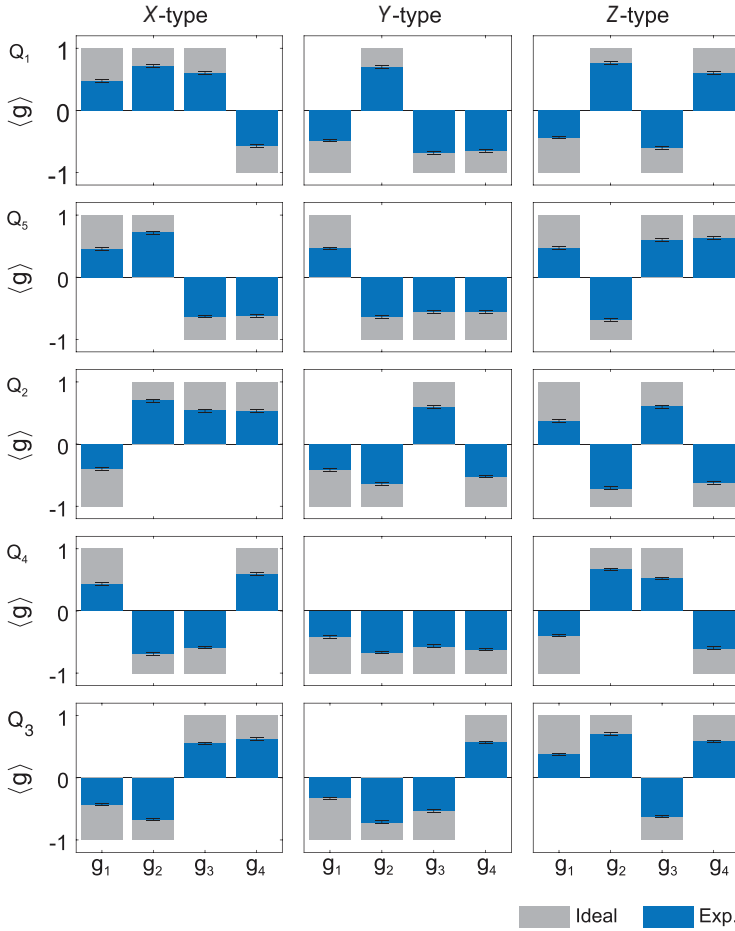 X-type Y-type Z-type
Q1
1
0
-1
⟨g⟩
Q5
1
0
-1
⟨g⟩
Q2
1
0
-1
⟨g⟩
Q4
1
0
-1
⟨g⟩
Q3
1
0
-1
⟨g⟩
g1 g2 g3 g4 g1 g2 g3 g4 g1 g2 g3 g4
Ideal Exp.